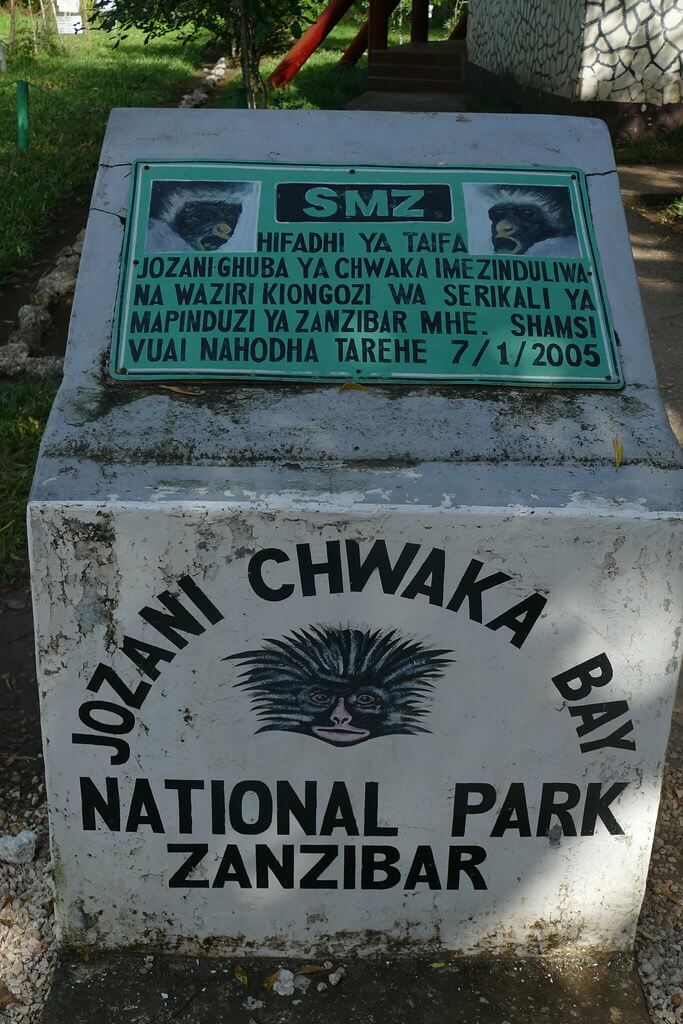 SMZ
HIFADHI YA TAIFA
JOZANI-GHUBA YA CHWAKA IMEZINDULIWA
NA WAZIRI KIONGOZI WA SERIKALI YA
MAPINDUZI YA ZANZIBAR MHE. SHAMSI
VUAI NAHODHA TAREHE 7/1/2005
JOZANI CHWAKA BAY
NATIONAL PARK
ZANZIBAR